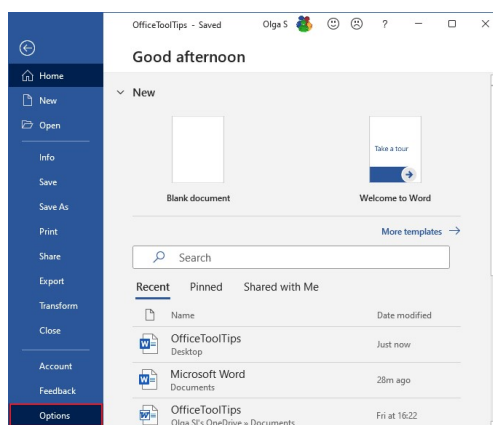 OfficeToolTips - Saved
Olga S
?
Good afternoon
Home
New
Open
Info
Save
Save As
Print
Share
Export
Transform
Close
Account
Feedback
Options
New
Take a tour
Blank document
Welcome to Word
More templates
Search
Recent Pinned Shared with Me
Name Date modified
OfficeToolTips
Desktop
Just now
Microsoft Word
Documents
28m ago
OfficeToolTips
Olga S's OneDrive » Documents
Fri at 16:22